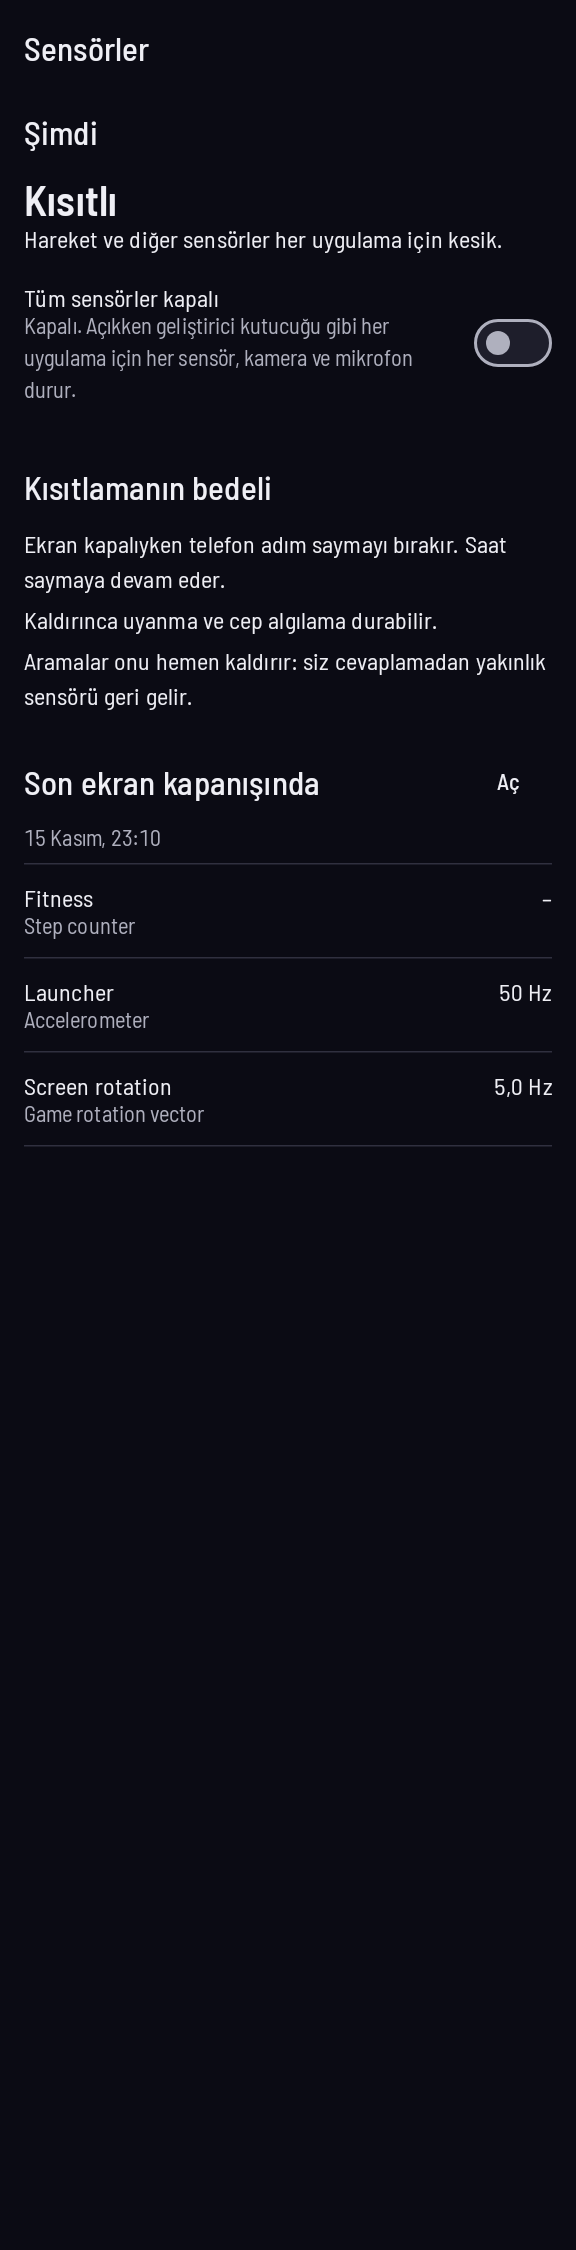 Sensörler
Şimdi
Kısıtlı
Hareket ve diğer sensörler her uygulama için kesik.
Tüm sensörler kapalı
Kapalı. Açıkken geliştirici kutucuğu gibi her
uygulama için her sensör, kamera ve mikrofon
durur.
Kısıtlamanın bedeli
Ekran kapalıyken telefon adım saymayı bırakır. Saat
saymaya devam eder.
Kaldırınca uyanma ve cep algılama durabilir.
Aramalar onu hemen kaldırır: siz cevaplamadan yakınlık
sensörü geri gelir.
Son ekran kapanışında Aç
15 Kasım, 23:10
Fitness –
Step counter
Launcher 50 Hz
Accelerometer
Screen rotation 5,0 Hz
Game rotation vector